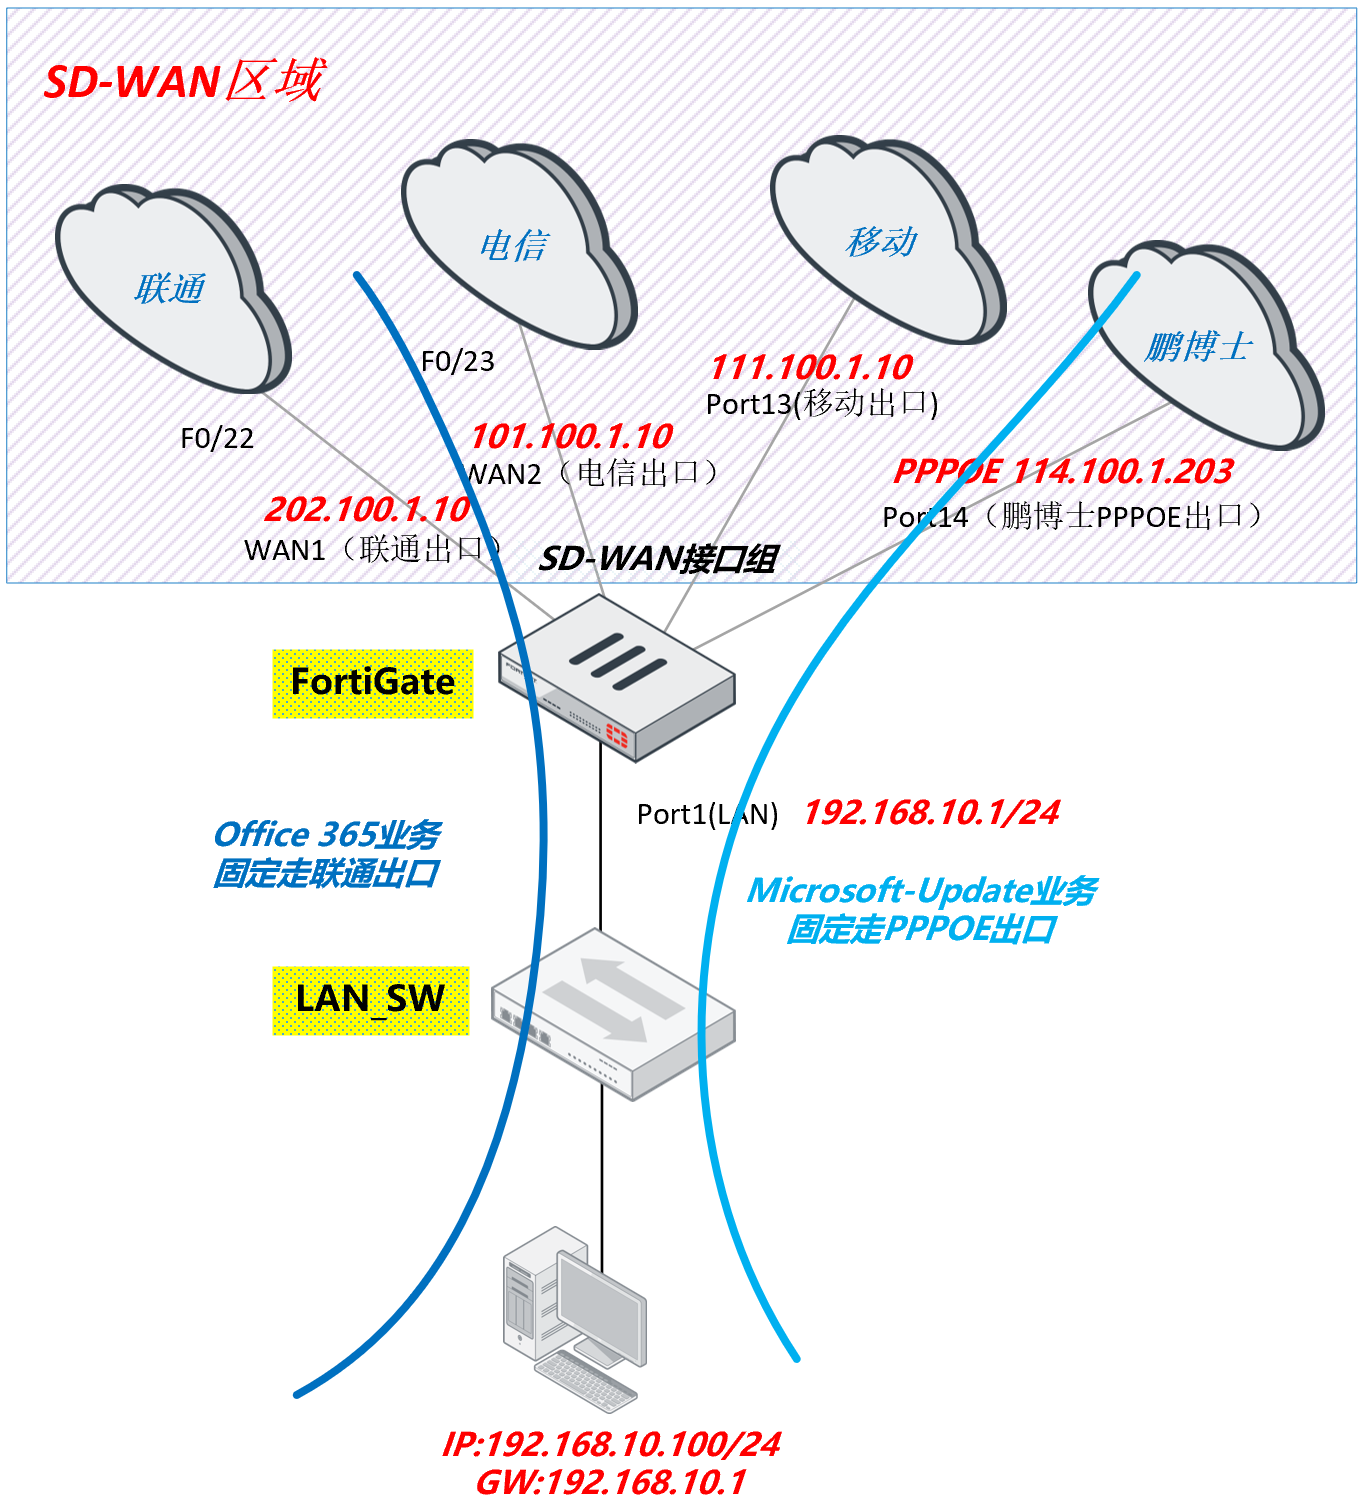 SD-WAN区域
联通
电信
移动
鹏博士
F0/22
F0/23
202.100.1.10
WAN1（联通出口）
101.100.1.10
WAN2（电信出口）
111.100.1.10
Port13(移动出口)
PPPOE 114.100.1.203
Port14（鹏博士PPPOE出口）
SD-WAN接口组
FortiGate
Port1(LAN)
192.168.10.1/24
Office 365业务
固定走联通出口
Microsoft-Update业务
固定走PPPOE出口
LAN_SW
IP:192.168.10.100/24
GW:192.168.10.1